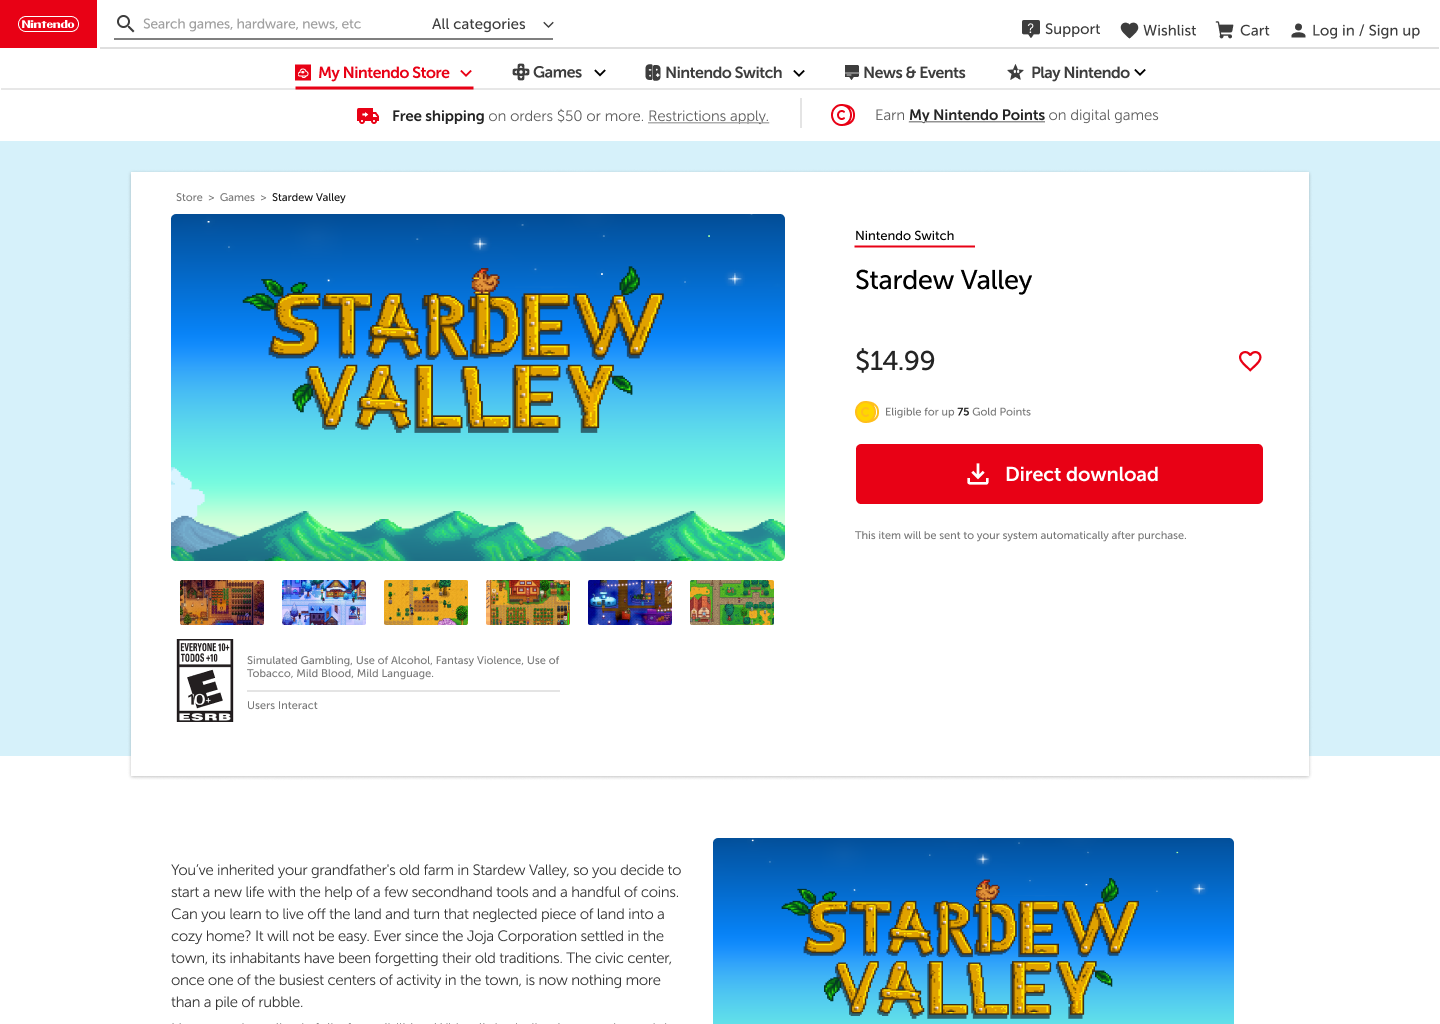 Nintendo
Search games, hardware, news, etc
All categories
Support
Wishlist
Cart
Log in / Sign up
My Nintendo Store
Games
Nintendo Switch
News & Events
Play Nintendo
Free shipping on orders $50 or more. Restrictions apply.
Earn My Nintendo Points on digital games
Store > Games > Stardew Valley
STARDEW
VALLEY
Nintendo Switch
Stardew Valley
$14.99
Eligible for up 75 Gold Points
Direct download
This item will be sent to your system automatically after purchase.
EVERYONE 10+
TODOS +10
E
10+
ESRB
Simulated Gambling, Use of Alcohol, Fantasy Violence, Use of
Tobacco, Mild Blood, Mild Language.
Users Interact
You've inherited your grandfather's old farm in Stardew Valley, so you decide to
start a new life with the help of a few secondhand tools and a handful of coins.
Can you learn to live off the land and turn that neglected piece of land into a
cozy home? It will not be easy. Ever since the Joja Corporation settled in the
town, its inhabitants have been forgetting their old traditions. The civic center,
once one of the busiest centers of activity in the town, is now nothing more
than a pile of rubble.
STARDEW
VALLEY